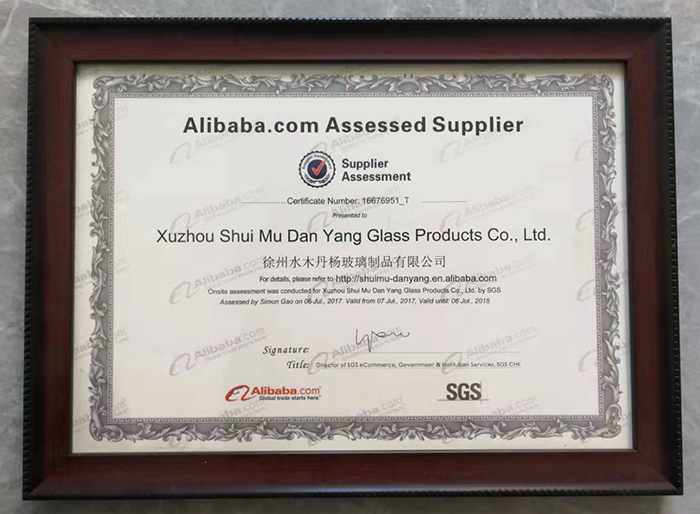 Alibaba.com Assessed Supplier
Supplier Assessment
Supplier
Assessment
Certificate Number: 16676951_T
Presented to
Xuzhou Shui Mu Dan Yang Glass Products Co., Ltd.
徐州水木丹杨玻璃制品有限公司
For details, please refer to http://shuimu-danyang.en.alibaba.com
Onsite assessment was conducted for Xuzhou Shui Mu Dan Yang Glass Products Co., Ltd. by SGS
Assessed by Simon Gao on 06 Jul., 2017. Valid from 07 Jul., 2017, Valid until: 06 Jul., 2018
Signature:
Title: Director of SGS eCommerce, Government & Institution Services, SGS CHK
Alibaba.com
Global trade starts here.
SGS